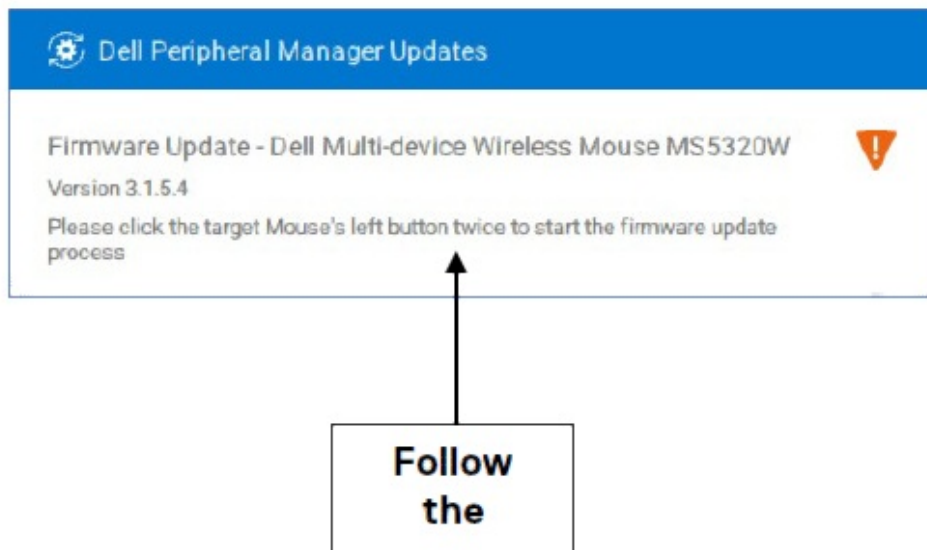 Dell Peripheral Manager Updates
Firmware Update - Dell Multi-device Wireless Mouse MS5320W
Version 3.1.5.4
Please click the target Mouse's left button twice to start the firmware update
process
Follow
the